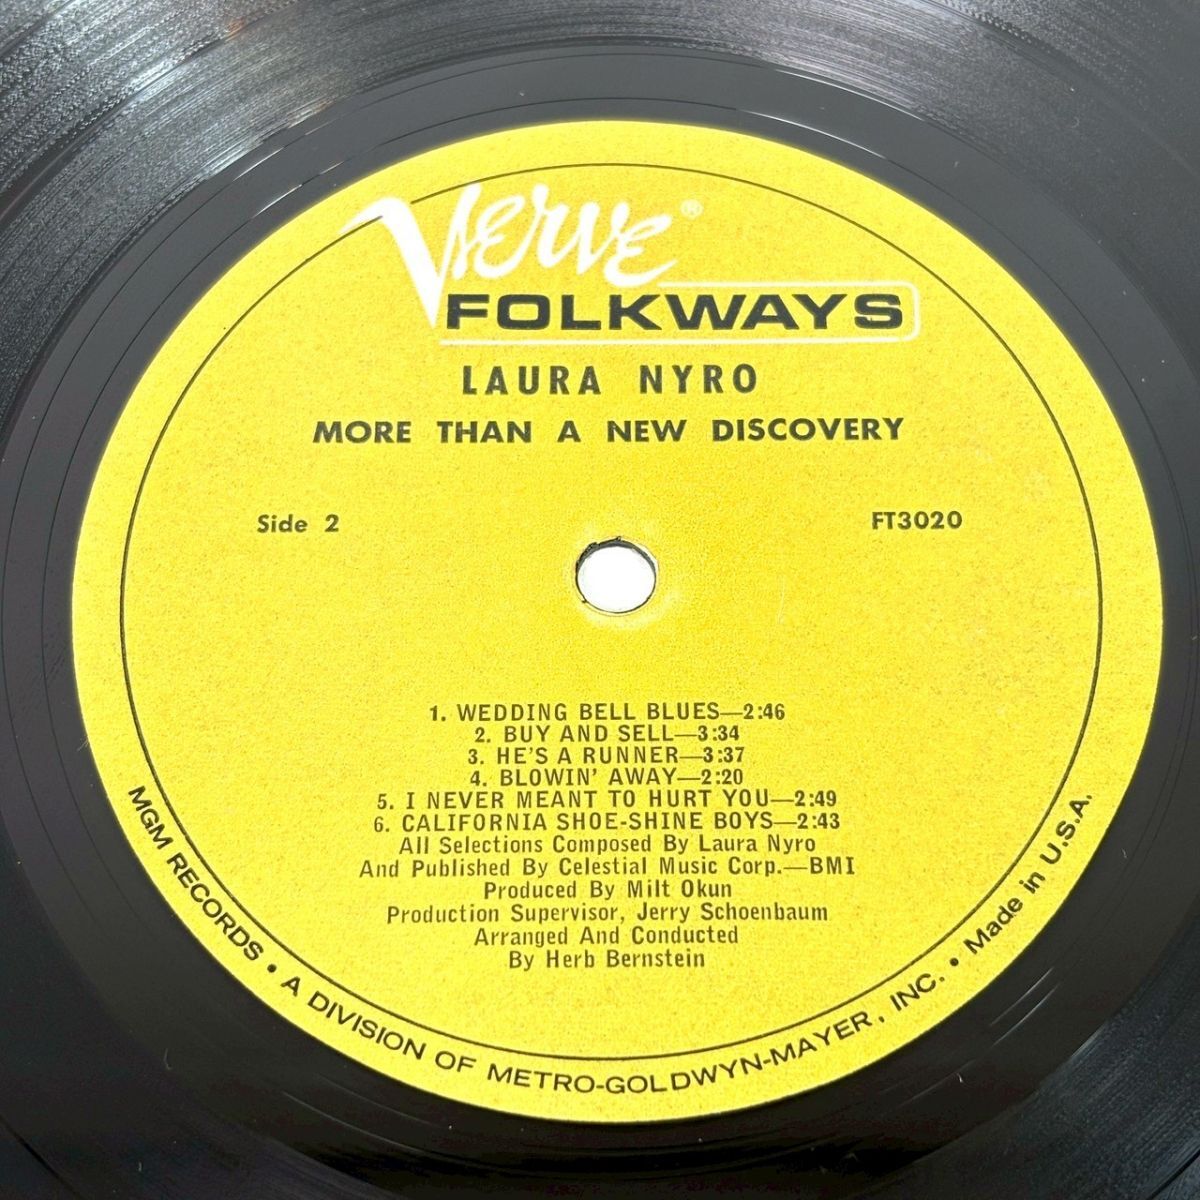 Verve®
FOLKWAYS
LAURA NYRO
MORE THAN A NEW DISCOVERY
Side 2
FT3020
1. WEDDING BELL BLUES—2:46
2. BUY AND SELL—3:34
3. HE'S A RUNNER—3:37
4. BLOWIN' AWAY—2:20
5. I NEVER MEANT TO HURT YOU—2:49
6. CALIFORNIA SHOE-SHINE BOYS—2:43
All Selections Composed By Laura Nyro
And Published By Celestial Music Corp.—BMI
Produced By Milt Okun
Production Supervisor, Jerry Schoenbaum
Arranged And Conducted
By Herb Bernstein
MGM RECORDS • A DIVISION OF METRO-GOLDWYN-MAYER, INC. • Made in U.S.A.